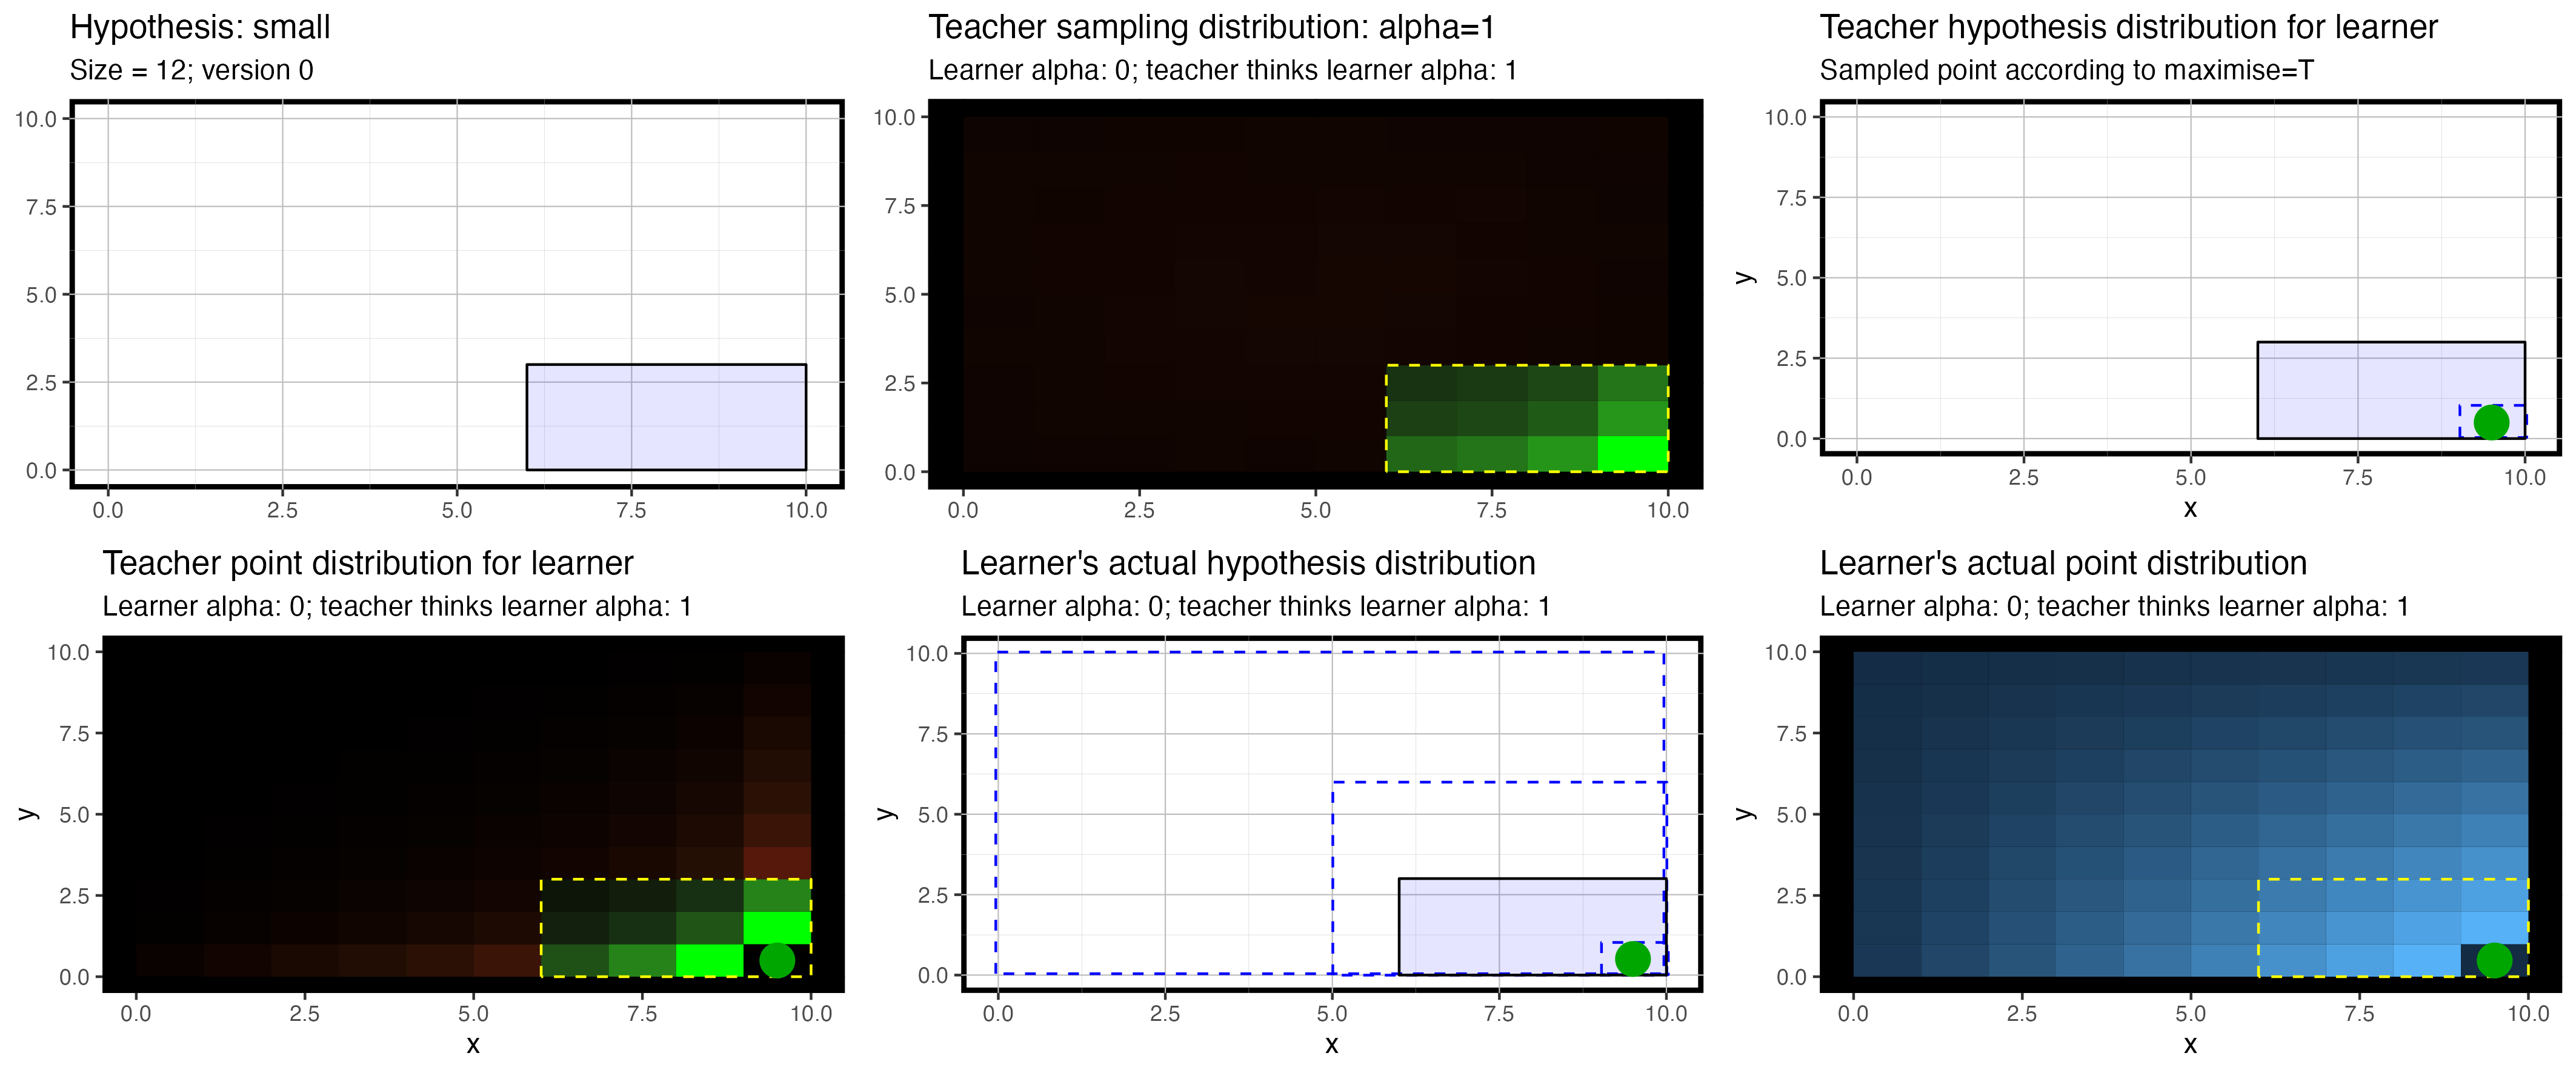 Hypothesis: small
Size = 12; version 0
10.0
7.5
5.0
2.5
0.0
0.0 2.5 5.0 7.5 10.0
Teacher sampling distribution: alpha=1
Learner alpha: 0; teacher thinks learner alpha: 1
10.0
7.5
5.0
2.5
0.0
0.0 2.5 5.0 7.5 10.0
Teacher hypothesis distribution for learner
Sampled point according to maximise=T
y
10.0
7.5
5.0
2.5
0.0
0.0 2.5 5.0 7.5 10.0
x
Teacher point distribution for learner
Learner alpha: 0; teacher thinks learner alpha: 1
y
10.0
7.5
5.0
2.5
0.0
0.0 2.5 5.0 7.5 10.0
x
Learner's actual hypothesis distribution
Learner alpha: 0; teacher thinks learner alpha: 1
y
10.0
7.5
5.0
2.5
0.0
0.0 2.5 5.0 7.5 10.0
x
Learner's actual point distribution
Learner alpha: 0; teacher thinks learner alpha: 1
y
10.0
7.5
5.0
2.5
0.0
0.0 2.5 5.0 7.5 10.0
x